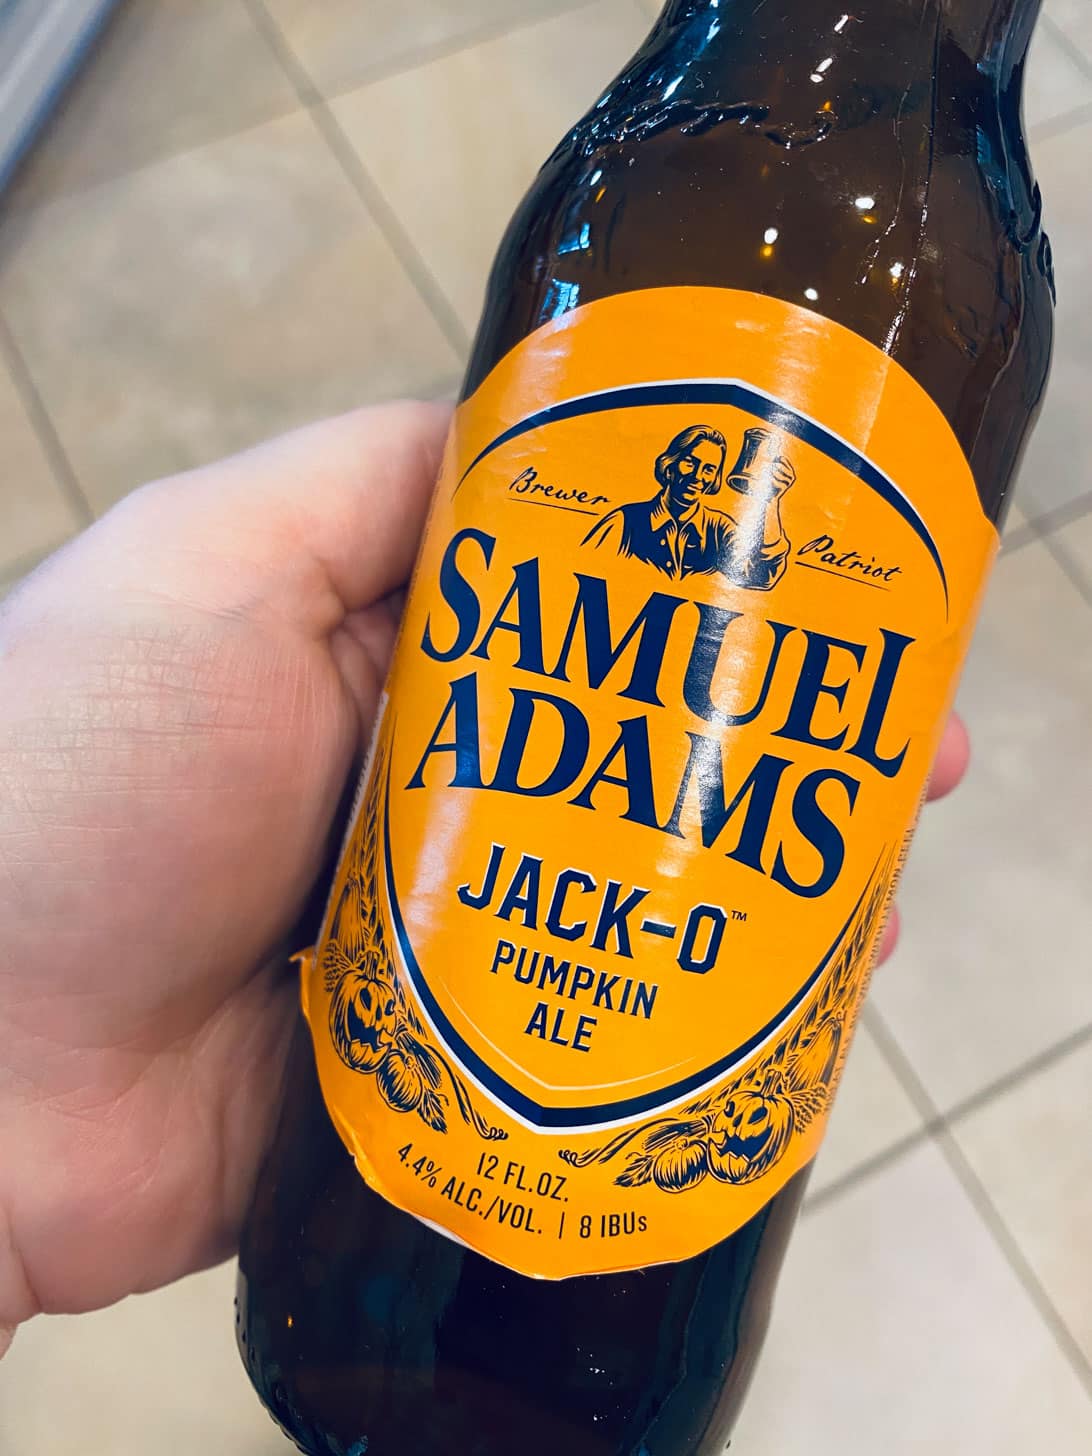 Brewer
Patriot
SAMUEL
ADAMS
JACK-O™
PUMPKIN
ALE
12 FL.OZ.
4.4% ALC./VOL. | 8 IBUs